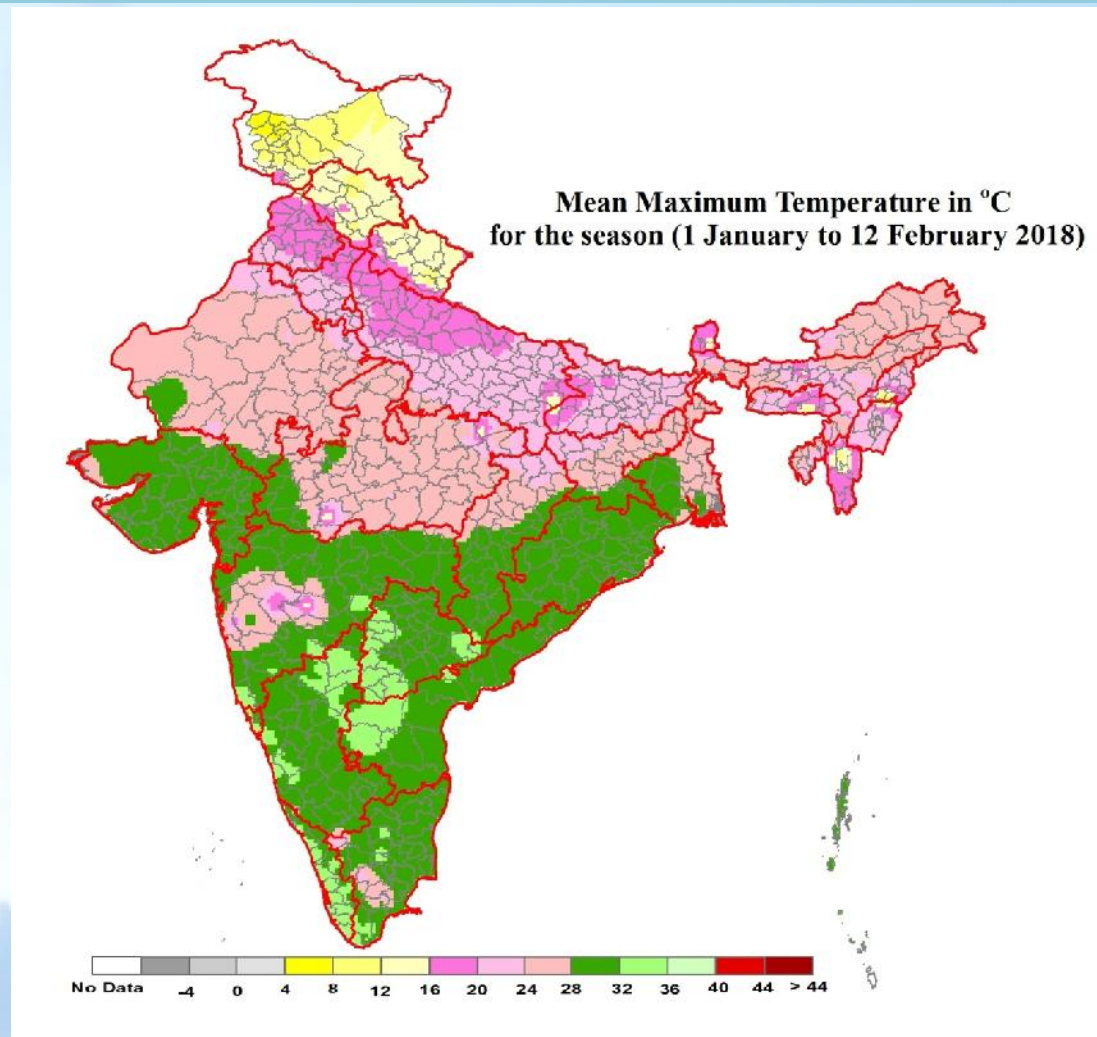 Mean Maximum Temperature in °C
for the season (1 January to 12 February 2018)
No Data -4 0 4 8 12 16 20 24 28 32 36 40 44 > 44